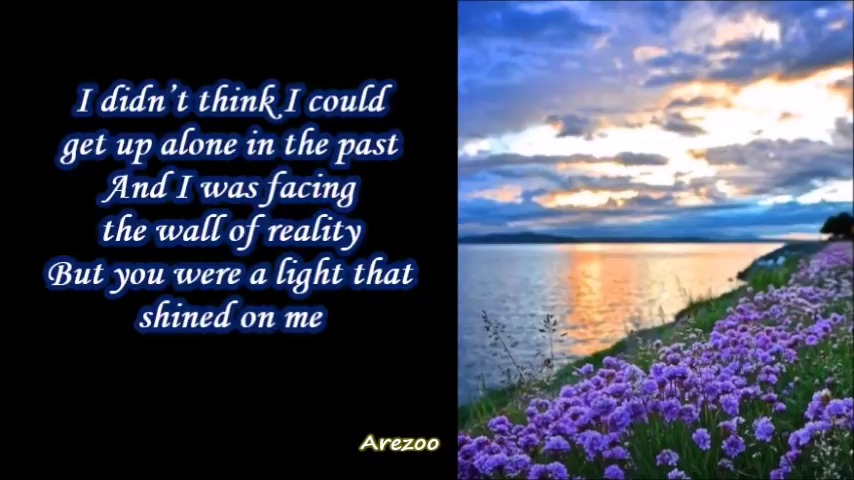 I didn't think I could
get up alone in the past
And I was facing
the wall of reality
But you were a light that
shined on me
Arezoo